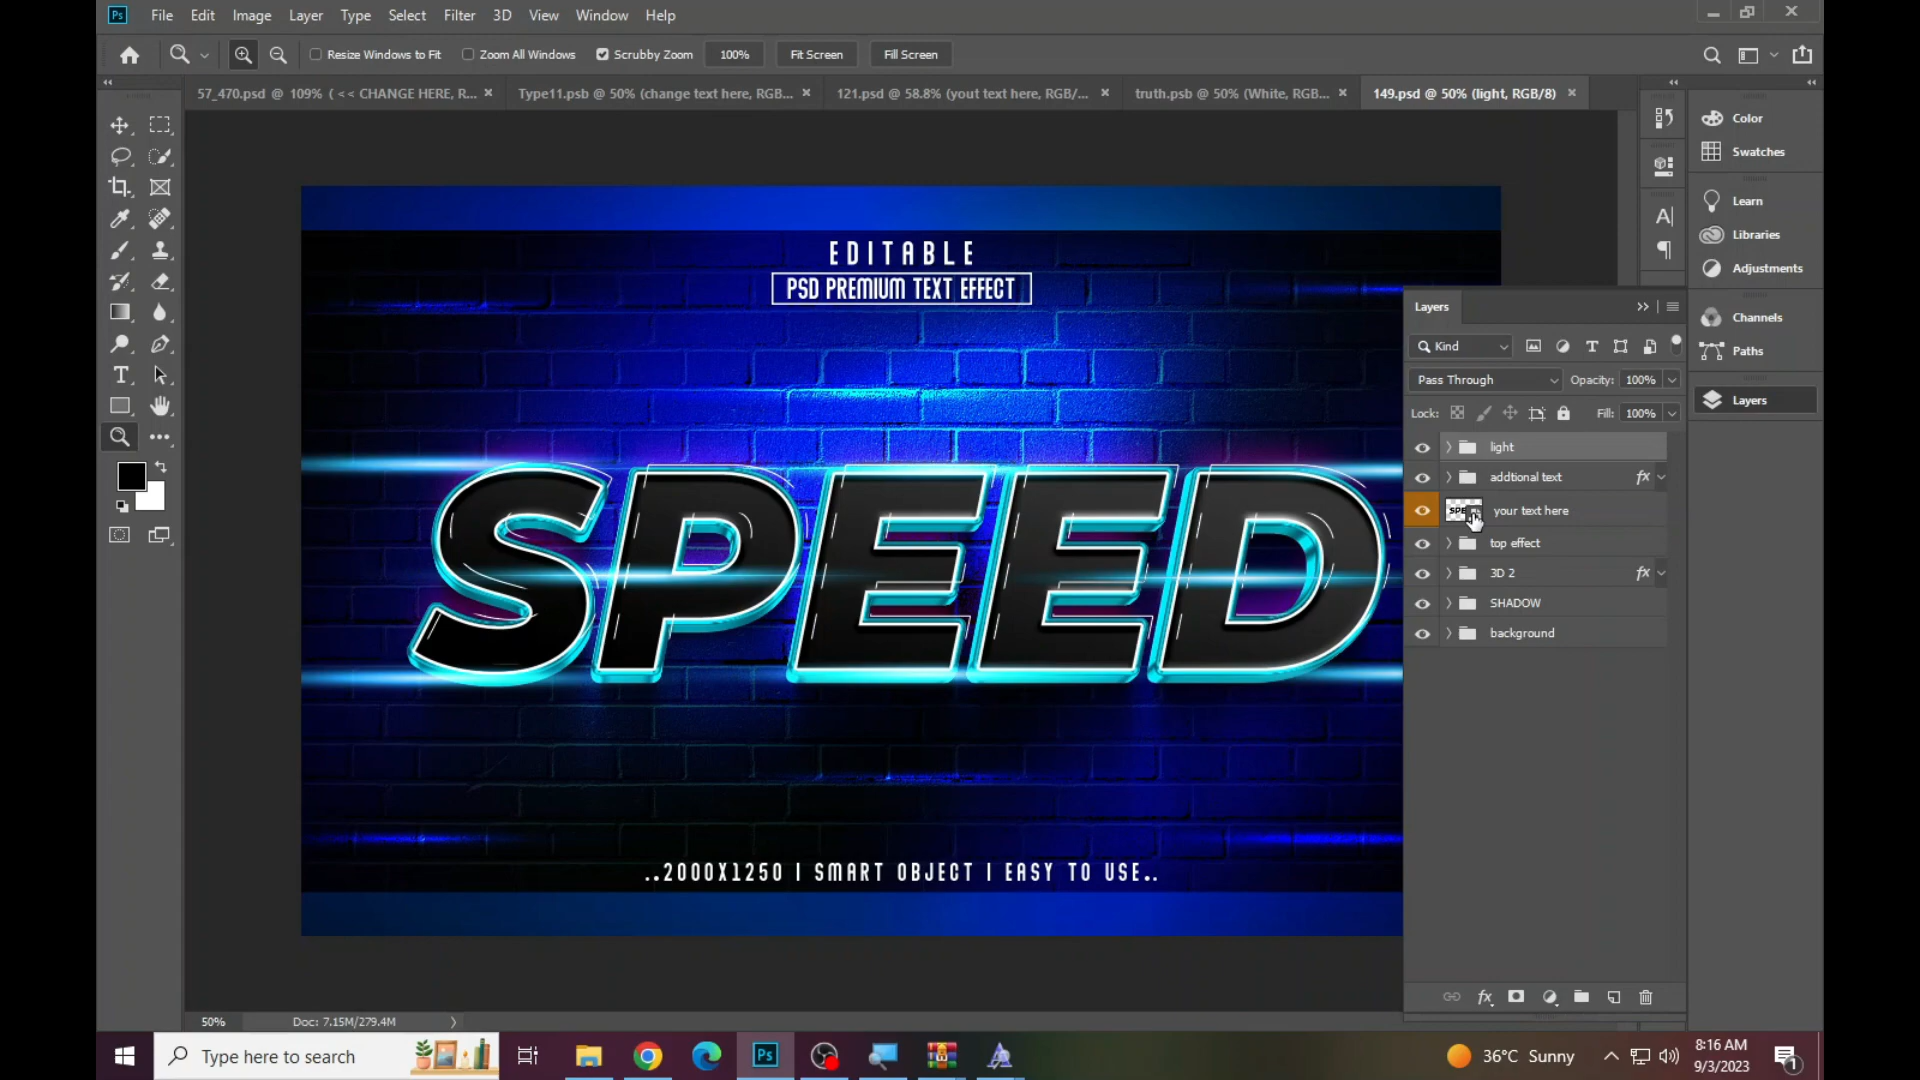 Ps File Edit Image Layer Type Select Filter 3D View Window Help
Resize Windows to Fit Zoom All Windows Scrubby Zoom 100% Fit Screen Fill Screen
57_470.psd @ 109% ( << CHANGE HERE, R... Type11.psb @ 50% (change text here, RGB... 121.psd @ 58.8% (yout text here, RGB/... truth.psb @ 50% (White, RGB... 149.psd @ 50% (light, RGB/8)
Color
Swatches
Learn
Libraries
Adjustments
Channels
Paths
Layers
EDITABLE
PSD PREMIUM TEXT EFFECT
SPEED
..2000X1250 | SMART OBJECT | EASY TO USE..
Layers
Kind
Pass Through Opacity: 100%
Lock: Fill: 100%
light
addtional text fx
your text here
top effect
3D 2 fx
SHADOW
background
fx
50% Doc: 7.15M/279.4M
Type here to search Ps 36°C Sunny 8:16 AM
9/3/2023
1